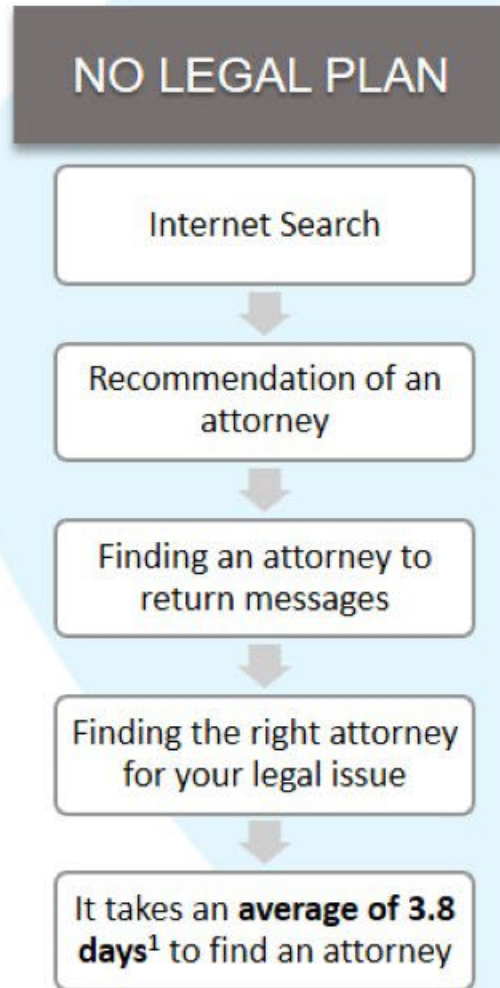 NO LEGAL PLAN
Internet Search
Recommendation of an
attorney
Finding an attorney to
return messages
Finding the right attorney
for your legal issue
It takes an average of 3.8
days¹ to find an attorney